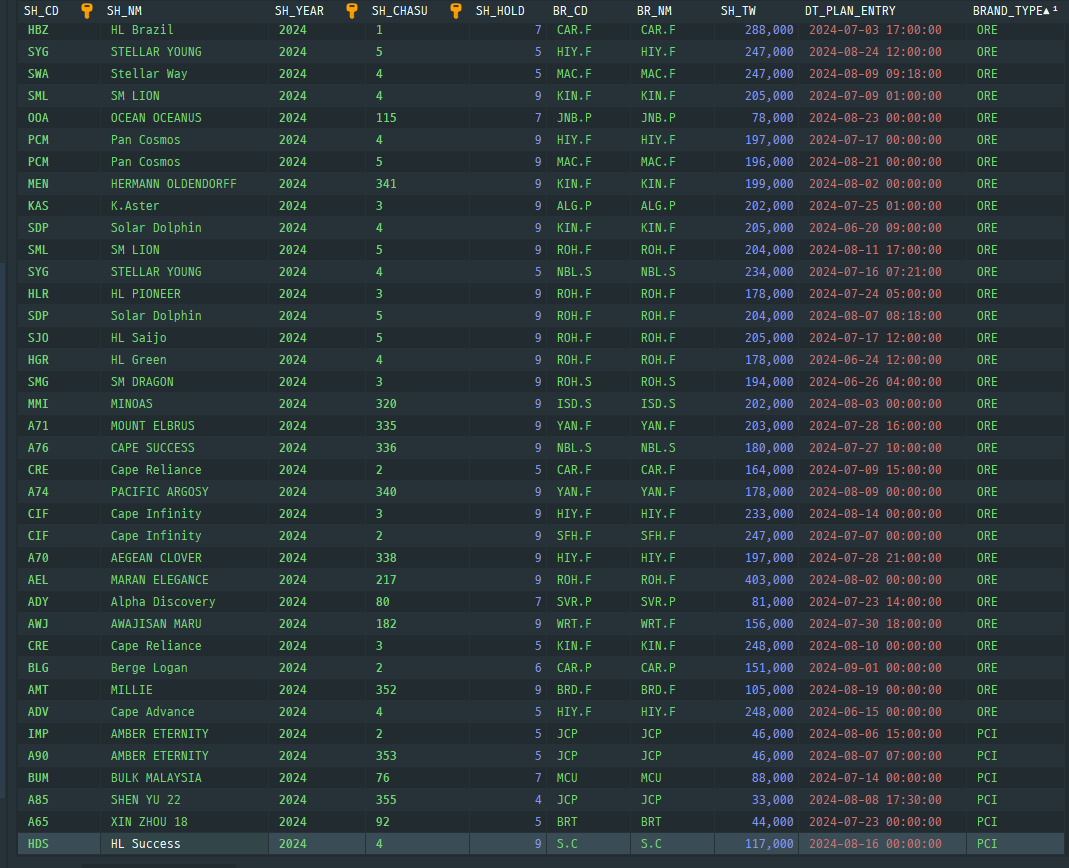 SH_CD SH_NM SH_YEAR SH_CHASU SH_HOLD BR_CD BR_NM SH_TW DT_PLAN_ENTRY BRAND_TYPE▲ 1
HBZ HL Brazil 2024 1 7 CAR.F CAR.F 288,000 2024-07-03 17:00:00 ORE
SYG STELLAR YOUNG 2024 5 5 HIY.F HIY.F 247,000 2024-08-24 12:00:00 ORE
SWA Stellar Way 2024 4 5 MAC.F MAC.F 247,000 2024-08-09 09:18:00 ORE
SML SM LION 2024 4 9 KIN.F KIN.F 205,000 2024-07-09 01:00:00 ORE
OOA OCEAN OCEANUS 2024 115 7 JNB.P JNB.P 78,000 2024-08-23 00:00:00 ORE
PCM Pan Cosmos 2024 4 9 HIY.F HIY.F 197,000 2024-07-17 00:00:00 ORE
PCM Pan Cosmos 2024 5 9 MAC.F MAC.F 196,000 2024-08-21 00:00:00 ORE
MEN HERMANN OLDENDORFF 2024 341 9 KIN.F KIN.F 199,000 2024-08-02 00:00:00 ORE
KAS K.Aster 2024 3 9 ALG.P ALG.P 202,000 2024-07-25 01:00:00 ORE
SDP Solar Dolphin 2024 4 9 KIN.F KIN.F 205,000 2024-06-20 09:00:00 ORE
SML SM LION 2024 5 9 ROH.F ROH.F 204,000 2024-08-11 17:00:00 ORE
SYG STELLAR YOUNG 2024 4 5 NBL.S NBL.S 234,000 2024-07-16 07:21:00 ORE
HLR HL PIONEER 2024 3 9 ROH.F ROH.F 178,000 2024-07-24 05:00:00 ORE
SDP Solar Dolphin 2024 5 9 ROH.F ROH.F 204,000 2024-08-07 08:18:00 ORE
SJO HL Saijo 2024 5 9 ROH.F ROH.F 205,000 2024-07-17 12:00:00 ORE
HGR HL Green 2024 4 9 ROH.F ROH.F 178,000 2024-06-24 12:00:00 ORE
SMG SM DRAGON 2024 3 9 ROH.S ROH.S 194,000 2024-06-26 04:00:00 ORE
MMI MINOAS 2024 320 9 ISD.S ISD.S 202,000 2024-08-03 00:00:00 ORE
A71 MOUNT ELBRUS 2024 335 9 YAN.F YAN.F 203,000 2024-07-28 16:00:00 ORE
A76 CAPE SUCCESS 2024 336 9 NBL.S NBL.S 180,000 2024-07-27 10:00:00 ORE
CRE Cape Reliance 2024 2 5 CAR.F CAR.F 164,000 2024-07-09 15:00:00 ORE
A74 PACIFIC ARGOSY 2024 340 9 YAN.F YAN.F 178,000 2024-08-09 00:00:00 ORE
CIF Cape Infinity 2024 3 9 HIY.F HIY.F 233,000 2024-08-14 00:00:00 ORE
CIF Cape Infinity 2024 2 9 SFH.F SFH.F 247,000 2024-07-07 00:00:00 ORE
A70 AEGEAN CLOVER 2024 338 9 HIY.F HIY.F 197,000 2024-07-28 21:00:00 ORE
AEL MARAN ELEGANCE 2024 217 9 ROH.F ROH.F 403,000 2024-08-02 00:00:00 ORE
ADY Alpha Discovery 2024 80 7 SVR.P SVR.P 81,000 2024-07-23 14:00:00 ORE
AWJ AWAJISAN MARU 2024 182 9 WRT.F WRT.F 156,000 2024-07-30 18:00:00 ORE
CRE Cape Reliance 2024 3 5 KIN.F KIN.F 248,000 2024-08-10 00:00:00 ORE
BLG Berge Logan 2024 2 6 CAR.P CAR.P 151,000 2024-09-01 00:00:00 ORE
AMT MILLIE 2024 352 9 BRD.F BRD.F 105,000 2024-08-19 00:00:00 ORE
ADV Cape Advance 2024 4 5 HIY.F HIY.F 248,000 2024-06-15 00:00:00 ORE
IMP AMBER ETERNITY 2024 2 5 JCP JCP 46,000 2024-08-06 15:00:00 PCI
A90 AMBER ETERNITY 2024 353 5 JCP JCP 46,000 2024-08-07 07:00:00 PCI
BUM BULK MALAYSIA 2024 76 7 MCU MCU 88,000 2024-07-14 00:00:00 PCI
A85 SHEN YU 22 2024 355 4 JCP JCP 33,000 2024-08-08 17:30:00 PCI
A65 XIN ZHOU 18 2024 92 5 BRT BRT 44,000 2024-07-23 00:00:00 PCI
HDS HL Success 2024 4 9 S.C S.C 117,000 2024-08-16 00:00:00 PCI